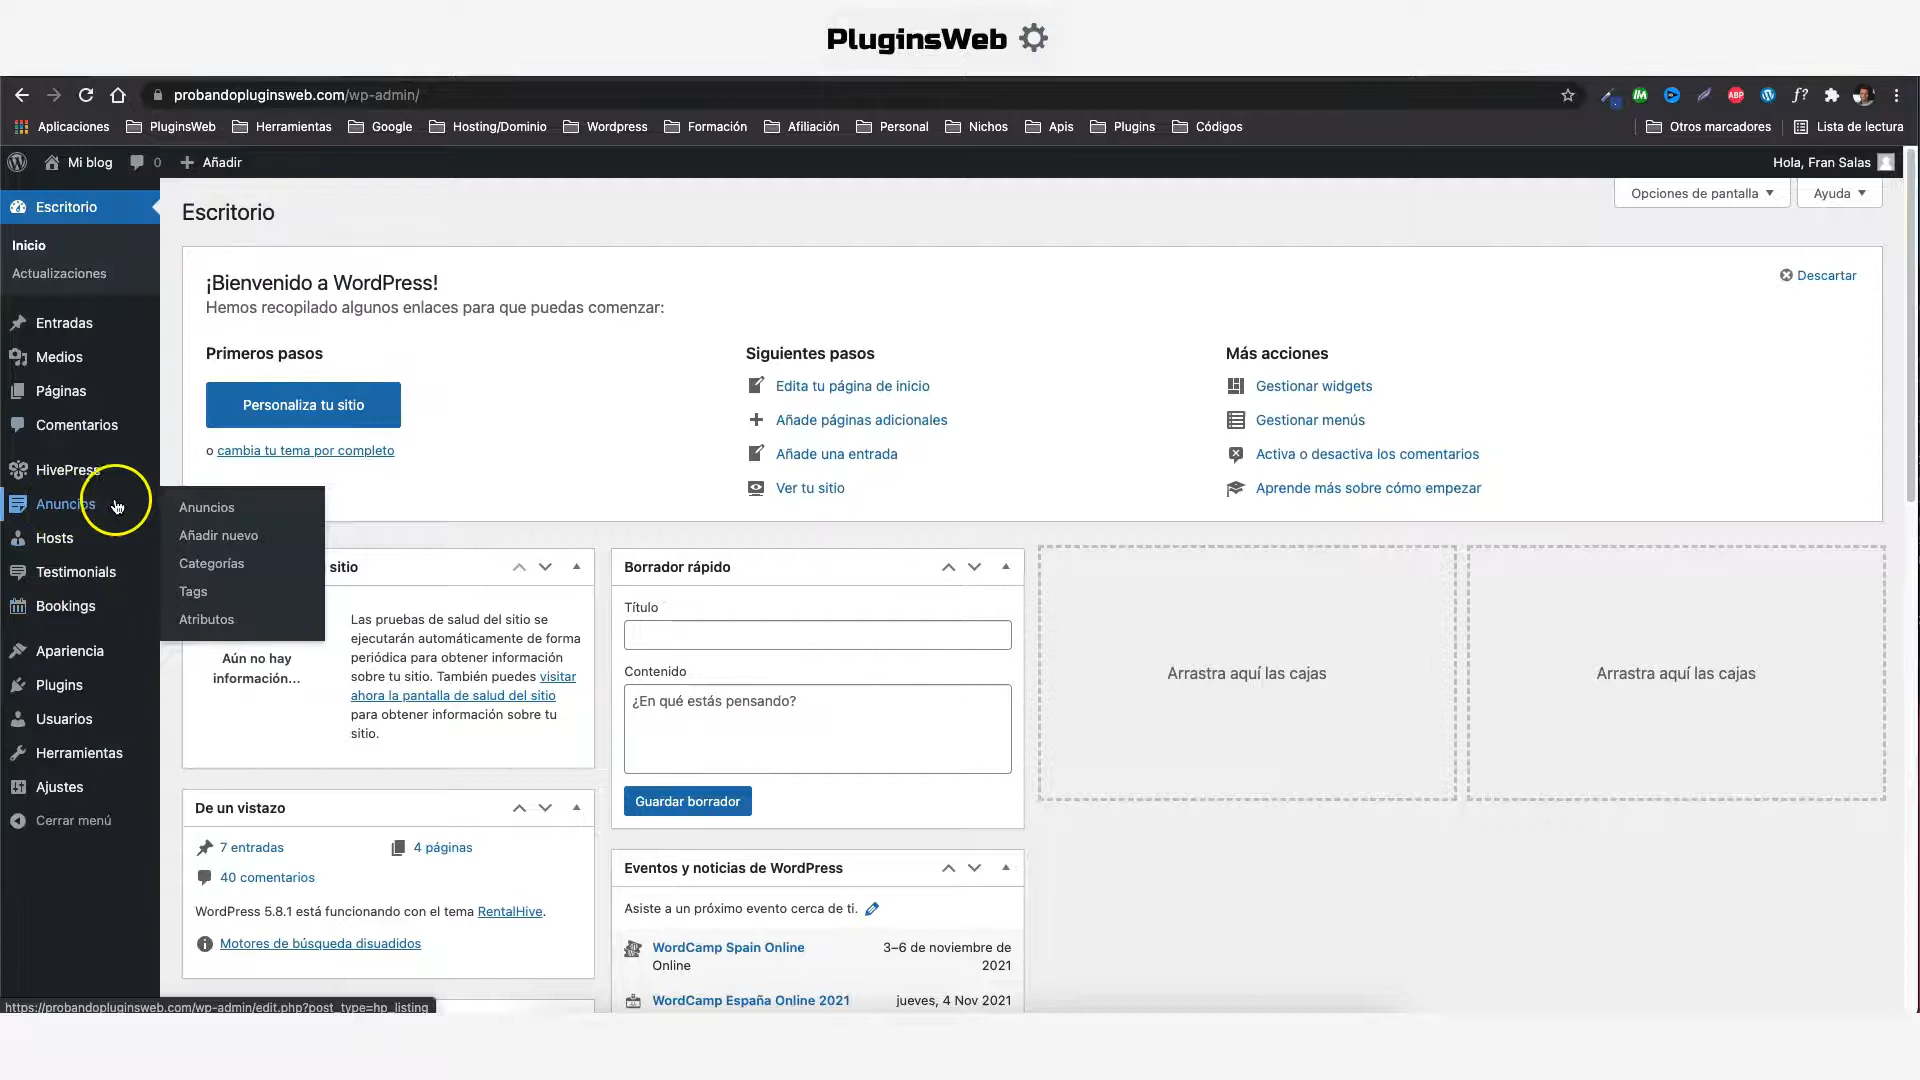 PluginsWeb
probandopluginsweb.com/wp-admin/
Aplicaciones PluginsWeb Herramientas Google Hosting/Dominio Wordpress Formación Afiliación Personal Nichos Apis Plugins Códigos Otros marcadores Lista de lectura
Mi blog 0 Añadir Hola, Fran Salas
Escritorio
Inicio
Actualizaciones
Entradas
Medios
Páginas
Comentarios
HivePress
Anuncios
Hosts
Testimonials
Bookings
Apariencia
Plugins
Usuarios
Herramientas
Ajustes
Cerrar menú
Anuncios
Añadir nuevo
Categorías
Tags
Atributos
Escritorio
Opciones de pantalla
Ayuda
¡Bienvenido a WordPress!
Hemos recopilado algunos enlaces para que puedas comenzar:
Descartar
Primeros pasos
Personaliza tu sitio
o cambia tu tema por completo
Siguientes pasos
Edita tu página de inicio
Añade páginas adicionales
Añade una entrada
Ver tu sitio
Más acciones
Gestionar widgets
Gestionar menús
Activa o desactiva los comentarios
Aprende más sobre cómo empezar
sitio
Aún no hay
información...
Las pruebas de salud del sitio se
ejecutarán automáticamente de forma
periódica para obtener información
sobre tu sitio. También puedes visitar
ahora la pantalla de salud del sitio
para obtener información sobre tu
sitio.
De un vistazo
7 entradas
4 páginas
40 comentarios
WordPress 5.8.1 está funcionando con el tema RentalHive.
Motores de búsqueda disuadidos
Borrador rápido
Título
Contenido
¿En qué estás pensando?
Guardar borrador
Eventos y noticias de WordPress
Asiste a un próximo evento cerca de ti.
WordCamp Spain Online 3–6 de noviembre de
Online 2021
WordCamp España Online 2021 jueves, 4 Nov 2021
Arrastra aquí las cajas
Arrastra aquí las cajas
https://probandopluginsweb.com/wp-admin/edit.php?post_type=hp_listing